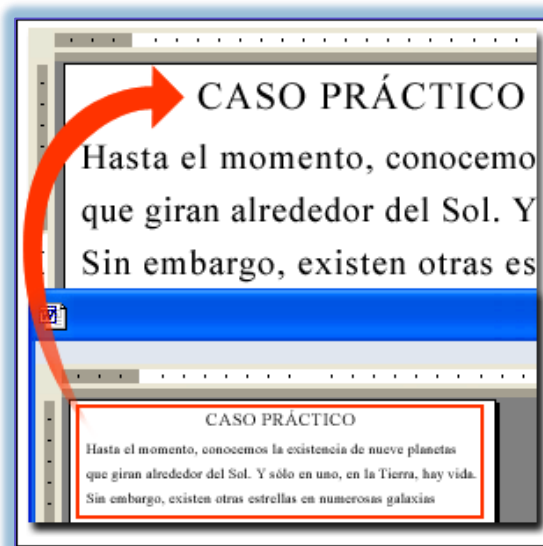 CASO PRÁCTICO
Hasta el momento, conocemo
que giran alrededor del Sol. Y
Sin embargo, existen otras es
CASO PRÁCTICO
Hasta el momento, conocemos la existencia de nueve planetas
que giran alrededor del Sol. Y sólo en uno, en la Tierra, hay vida.
Sin embargo, existen otras estrellas en numerosas galaxias